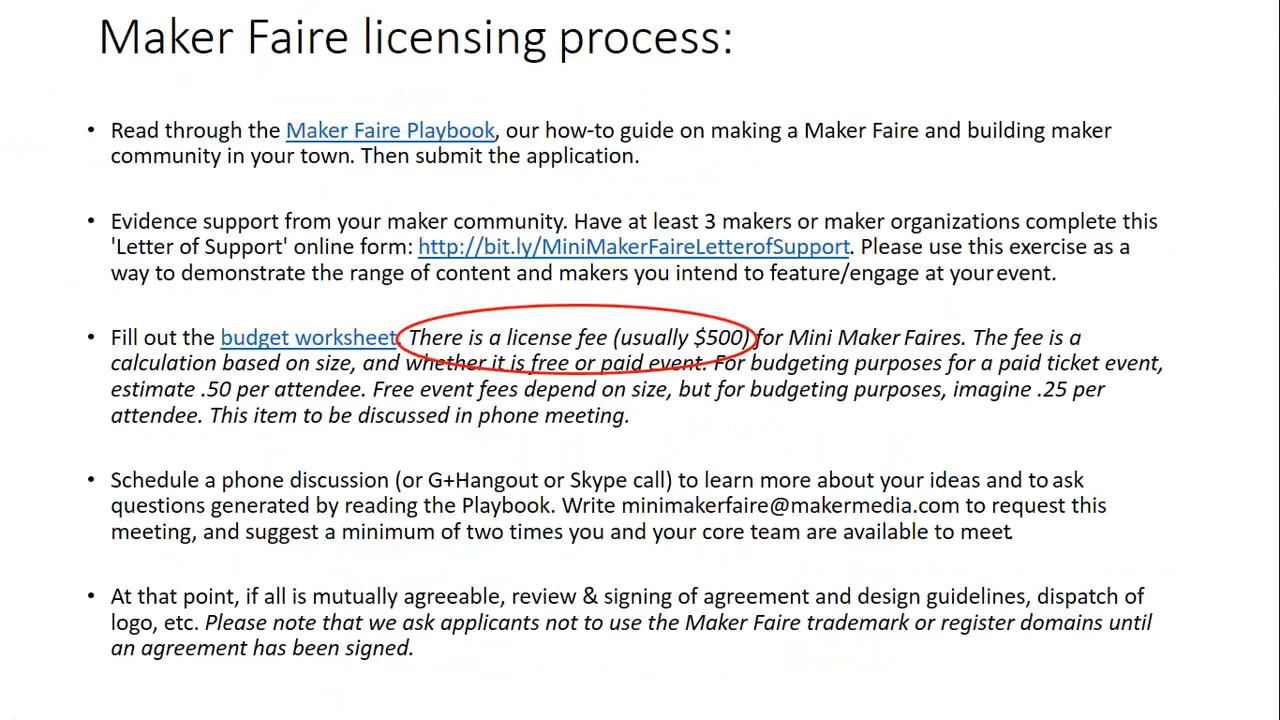 Maker Faire licensing process:
• Read through the Maker Faire Playbook, our how-to guide on making a Maker Faire and building maker
community in your town. Then submit the application.
• Evidence support from your maker community. Have at least 3 makers or maker organizations complete this
'Letter of Support' online form: http://bit.ly/MiniMakerFaireLetterofSupport. Please use this exercise as a
way to demonstrate the range of content and makers you intend to feature/engage at your event.
• Fill out the budget worksheet. There is a license fee (usually $500) for Mini Maker Faires. The fee is a
calculation based on size, and whether it is free or paid event. For budgeting purposes for a paid ticket event,
estimate .50 per attendee. Free event fees depend on size, but for budgeting purposes, imagine .25 per
attendee. This item to be discussed in phone meeting.
• Schedule a phone discussion (or G+Hangout or Skype call) to learn more about your ideas and to ask
questions generated by reading the Playbook. Write minimakerfaire@makermedia.com to request this
meeting, and suggest a minimum of two times you and your core team are available to meet.
• At that point, if all is mutually agreeable, review & signing of agreement and design guidelines, dispatch of
logo, etc. Please note that we ask applicants not to use the Maker Faire trademark or register domains until
an agreement has been signed.